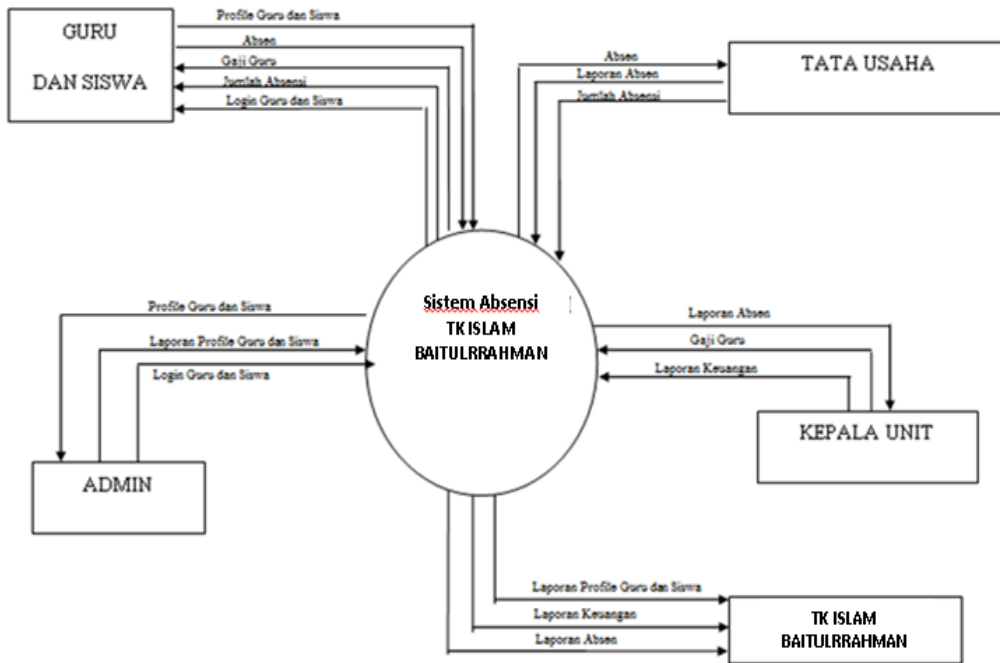 GURU
DAN SISWA
Profile Guru dan Siswa
Absen
Gaji Guru
Jumlah Absensi
Login Guru dan Siswa
Absen
Laporan Absen
Jumlah Absensi
TATA USAHA
Sistem Absensi
TK ISLAM
BAITULRRAHMAN
Profile Guru dan Siswa
Laporan Profile Guru dan Siswa
Login Guru dan Siswa
ADMIN
Laporan Absen
Gaji Guru
Laporan Keuangan
KEPALA UNIT
Laporan Profile Guru dan Siswa
Laporan Keuangan
Laporan Absen
TK ISLAM
BAITULRRAHMAN